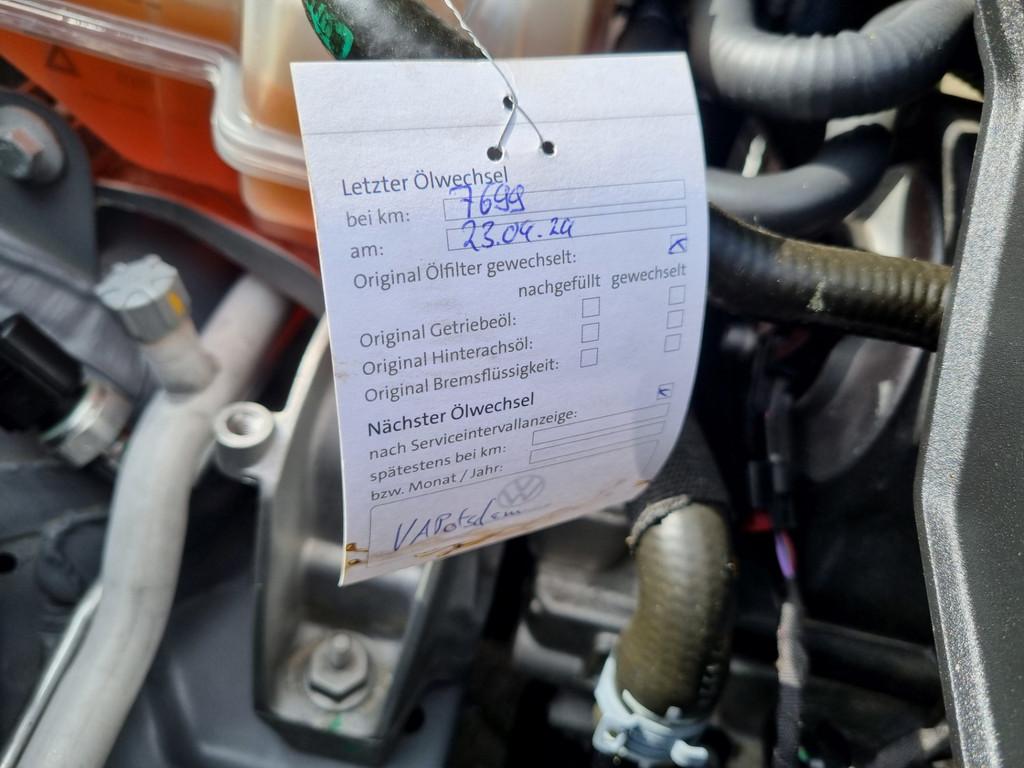 Letzter Ölwechsel
bei km: 7699
am: 23.04.24
Original Ölfilter gewechselt:
nachgefüllt gewechselt
Original Getriebeöl:
Original Hinterachsöl:
Original Bremsflüssigkeit:
Nächster Ölwechsel
nach Serviceintervallanzeige:
spätestens bei km:
bzw. Monat / Jahr:
VAPotsdam